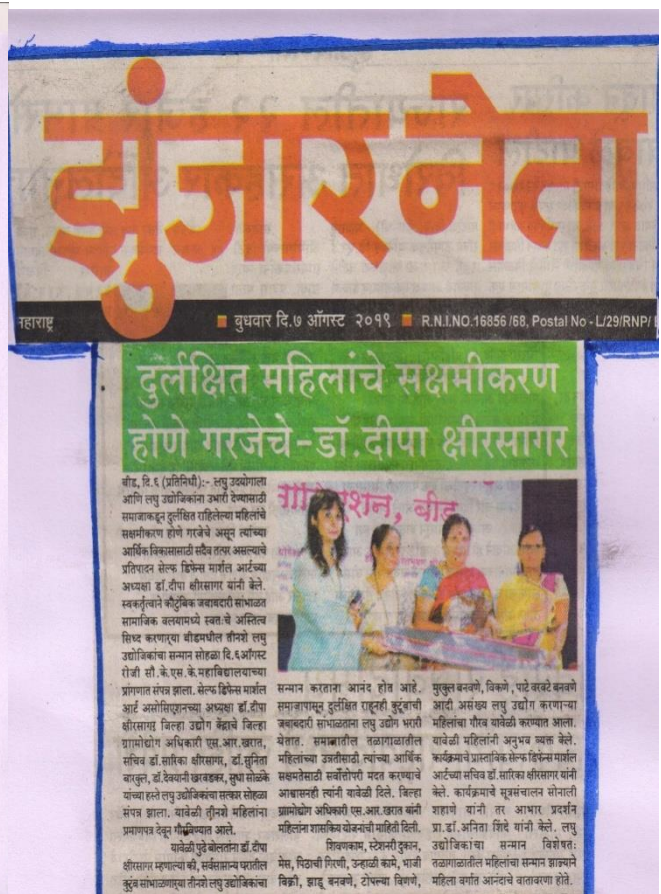 झुंजार नेता
महाराष्ट्र ■ बुधवार दि.७ ऑगस्ट २०१९ ■ R.N.I.NO.16856 /68, Postal No - L/29/RNP/
दुर्लक्षित महिलांचे सक्षमीकरण
होणे गरजेचे-डॉ.दीपा क्षीरसागर
बीड, दि.६ (प्रतिनिधी):- लघु उदयोगाला
आणि लघु उद्योजिकांना उभारी देण्यासाठी
समाजाकडून दुर्लक्षित राहिलेल्या महिलांचे
सक्षमीकरण होणे गरजेचे असून त्यांच्या
आर्थिक विकासासाठी सदैव तत्पर असल्याचे
प्रतिपादन सेल्फ डिफेन्स मार्शल आर्टच्या
अध्यक्षा डॉ.दीपा क्षीरसागर यांनी केले.
स्वकर्तृत्वाने कौटुंबिक जबाबदारी सांभाळत
सामाजिक वलयामध्ये स्वतःचे अस्तित्व
सिध्द करणाऱ्या बीडमधील तीनशे लघु
उद्योजिकांचा सन्मान सोहळा दि.६ऑगस्ट
रोजी सौ.के.एस.के.महाविद्यालयाच्या
प्रांगणात संपन्न झाला. सेल्फ डिफेन्स मार्शल
आर्ट असोसिएशनच्या अध्यक्षा डॉ.दीपा
क्षीरसागर, जिल्हा उद्योग केंद्राचे जिल्हा
ग्रामोद्योग अधिकारी एस.आर.खरात,
सचिव डॉ.सारिका क्षीरसागर, डॉ.सुनिता
बारकुल, डॉ.देवयानी खरवडकर, सुधा सोळंके
यांच्या हस्ते लघु उद्योजिकांचा सत्कार सोहळा
संपन्न झाला. यावेळी तीनशे महिलांना
प्रमाणपत्र देवून गौरविण्यात आले.
यावेळी पुढे बोलतांना डॉ.दीपा
क्षीरसागर म्हणाल्या की, सर्वसामान्य घरातील
कुटुंब सांभाळणाऱ्या तीनशे लघु उद्योजिकांचा
शन, बीड
सन्मान करताना आनंद होत आहे.
समाजापासून दुर्लक्षित राहूनही कुटूंबाची
जबाबदारी सांभाळताना लघु उद्योग भरारी
घेतात. समाजातील तळागाळातील
महिलांच्या उन्नतीसाठी त्यांच्या आर्थिक
सक्षमतेसाठी सर्वोत्तोपरी मदत करण्याचे
आश्वासनही त्यांनी यावेळी दिले. जिल्हा
ग्रामोद्योग अधिकारी एस.आर.खरात यांनी
महिलांना शासकिय योजनांची माहिती दिली.
शिवणकाम, स्टेशनरी दुकान,
मेस, पिठाची गिरणी, उन्हाळी कामे, भाजी
विक्री, झाडू बनवणे, टोपल्या विणणे,
मुरमुल बनवणे, विकणे, पाटे वरवंटे बनवणे
आदी असंख्य लघु उद्योग करणाऱ्या
महिलांचा गौरव यावेळी करण्यात आला.
यावेळी महिलांनी अनुभव व्यक्त केले.
कार्यक्रमाचे प्रास्ताविक सेल्फ डिफेन्स मार्शल
आर्टच्या सचिव डॉ.सारिका क्षीरसागर यांनी
केले. कार्यक्रमाचे सूत्रसंचालन सोनाली
शहाणे यांनी तर आभार प्रदर्शन
प्रा.डॉ.अनिता शिंदे यांनी केले. लघु
उद्योजिकांचा सन्मान विशेषतः
तळागाळातील महिलांचा सन्मान झाल्याने
महिला वर्गात आनंदाचे वातावरण होते.